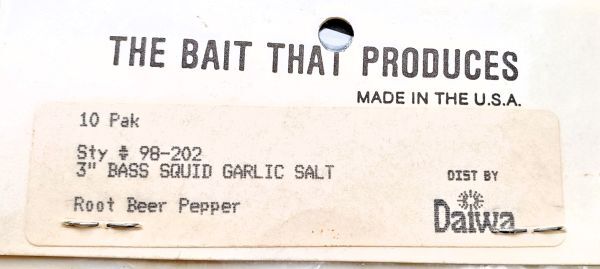 THE BAIT THAT PRODUCES
MADE IN THE U.S.A.
10 Pak
Sty # 98-202
3" BASS SQUID GARLIC SALT
Root Beer Pepper
DIST BY
Daiwa